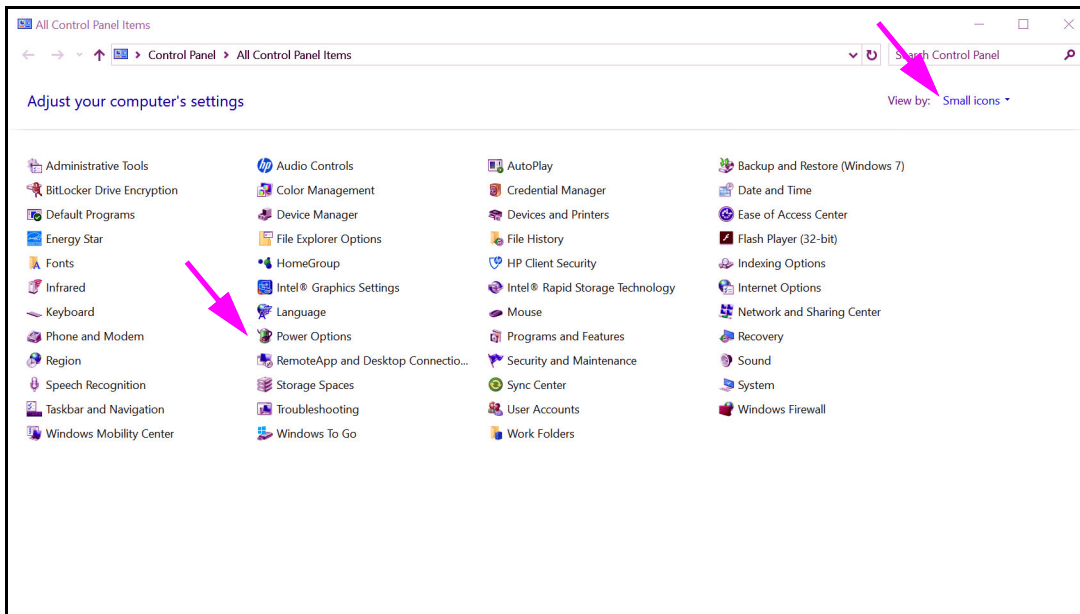 All Control Panel Items
Control Panel > All Control Panel Items
Search Control Panel
Adjust your computer's settings
View by: Small icons
Administrative Tools
Audio Controls
AutoPlay
Backup and Restore (Windows 7)
BitLocker Drive Encryption
Color Management
Credential Manager
Date and Time
Default Programs
Device Manager
Devices and Printers
Ease of Access Center
Energy Star
File Explorer Options
File History
Flash Player (32-bit)
Fonts
HomeGroup
HP Client Security
Indexing Options
Infrared
Intel® Graphics Settings
Intel® Rapid Storage Technology
Internet Options
Keyboard
Language
Mouse
Network and Sharing Center
Phone and Modem
Power Options
Programs and Features
Recovery
Region
RemoteApp and Desktop Connectio...
Security and Maintenance
Sound
Speech Recognition
Storage Spaces
Sync Center
System
Taskbar and Navigation
Troubleshooting
User Accounts
Windows Firewall
Windows Mobility Center
Windows To Go
Work Folders